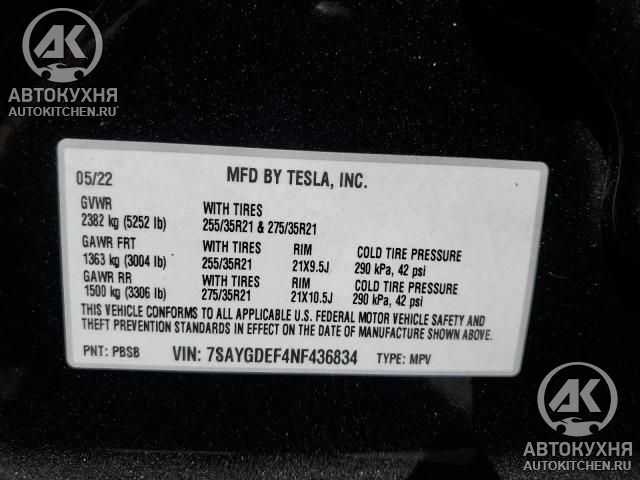 АК
АВТОКУХНЯ
AUTOKITCHEN.RU
05/22 MFD BY TESLA, INC.
GVWR WITH TIRES
2382 kg (5252 lb) 255/35R21 & 275/35R21
GAWR FRT WITH TIRES RIM COLD TIRE PRESSURE
1363 kg (3004 lb) 255/35R21 21X9.5J 290 kPa, 42 psi
GAWR RR WITH TIRES RIM COLD TIRE PRESSURE
1500 kg (3306 lb) 275/35R21 21X10.5J 290 kPa, 42 psi
THIS VEHICLE CONFORMS TO ALL APPLICABLE U.S. FEDERAL MOTOR VEHICLE SAFETY AND
THEFT PREVENTION STANDARDS IN EFFECT ON THE DATE OF MANUFACTURE SHOWN ABOVE.
PNT: PBSB VIN: 7SAYGDEF4NF436834 TYPE: MPV
АК
АВТОКУХНЯ
AUTOKITCHEN.RU